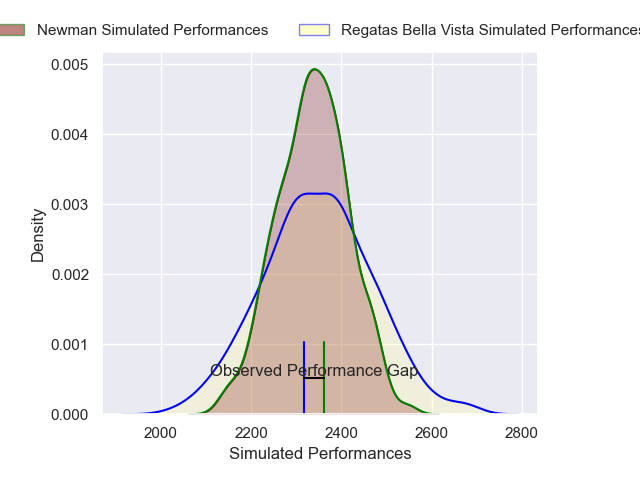 Newman Simulated Performances
Regatas Bella Vista Simulated Performances
0.005
0.004
0.003
0.002
0.001
0.000
Density
Observed Performance Gap
2000 2200 2400 2600 2800
Simulated Performances